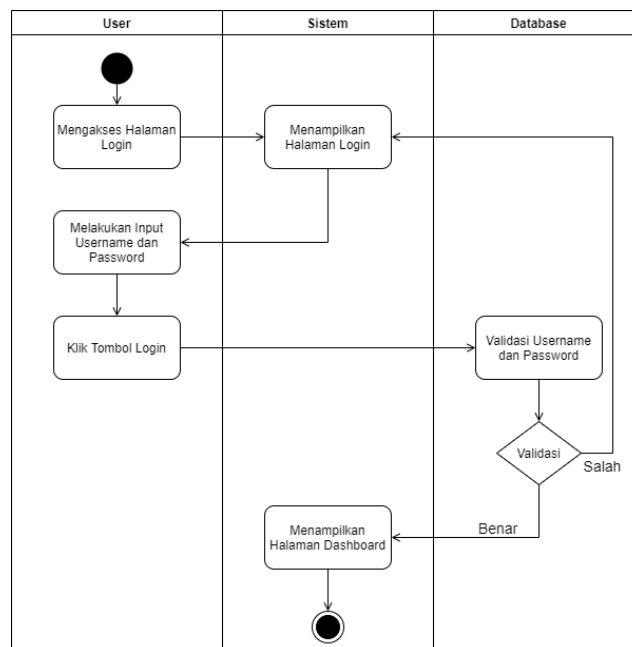 User
Sistem
Database
Mengakses Halaman
Login
Menampilkan
Halaman Login
Melakukan Input
Username dan
Password
Klik Tombol Login
Validasi Username
dan Password
Validasi
Salah
Benar
Menampilkan
Halaman Dashboard